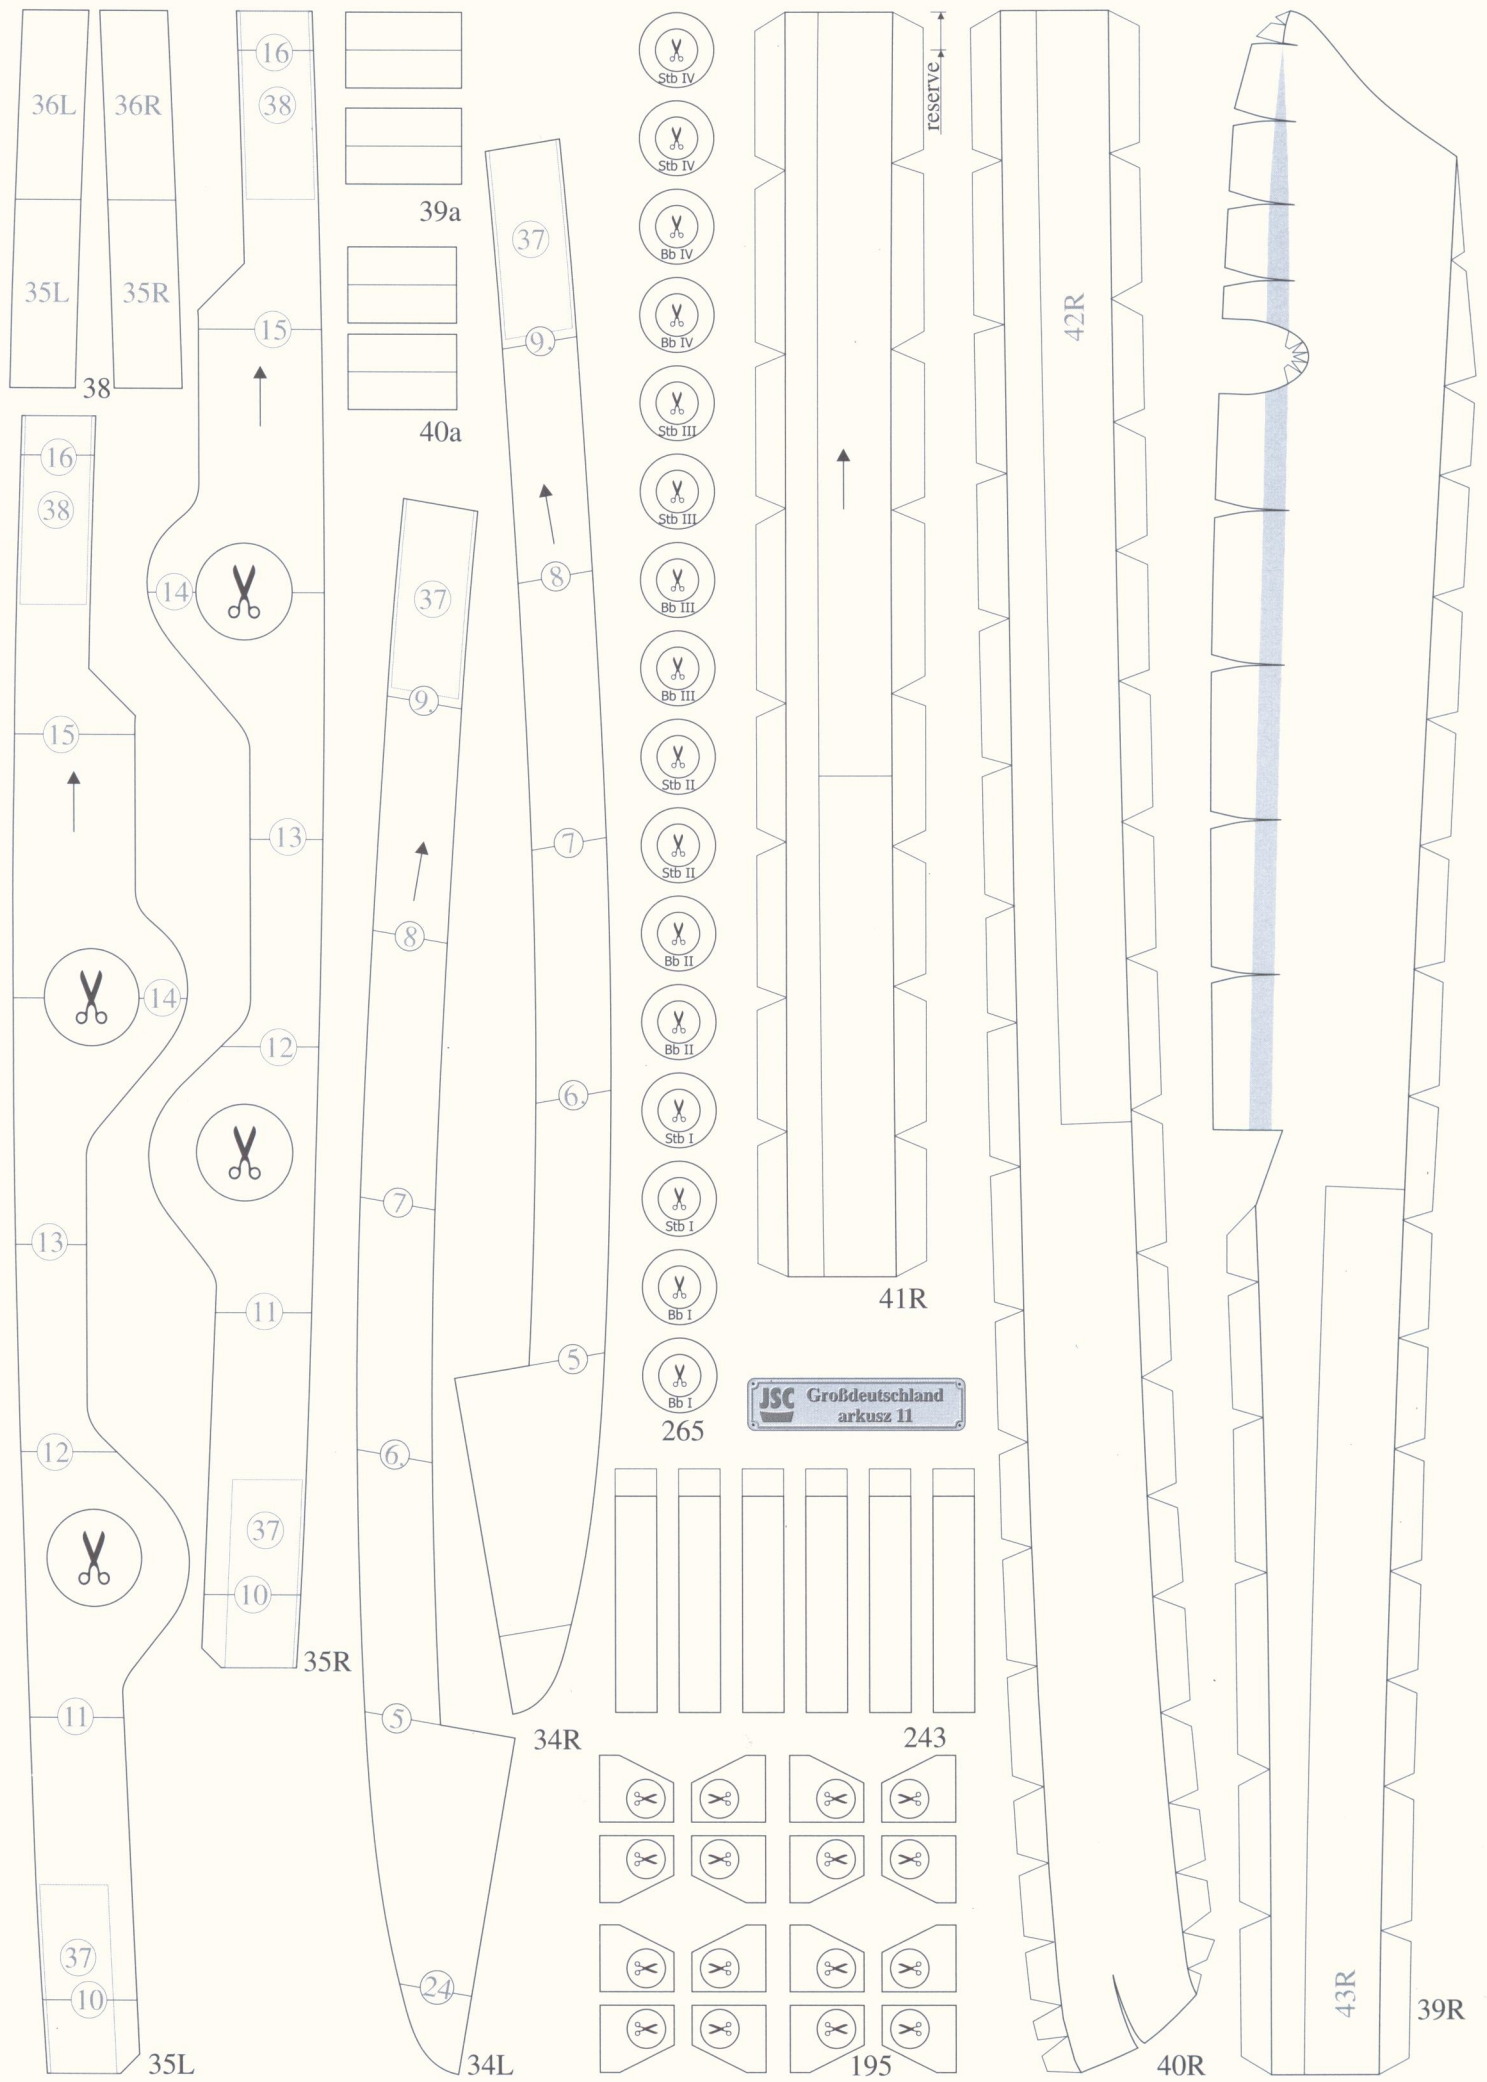 36L
36R
35L
35R
38
16
38
15
14
13
12
11
37
10
35R
16
38
15
14
13
12
11
37
10
35L
39a
40a
37
9.
8
7
6.
5
34R
37
9.
8
7
6.
5
24
34L
Stb IV
Stb IV
Bb IV
Bb IV
Stb III
Stb III
Bb III
Bb III
Stb II
Stb II
Bb II
Bb II
Stb I
Stb I
Bb I
Bb I
265
reserve
41R
JSC Großdeutschland
arkusz 11
243
195
42R
40R
43R
39R